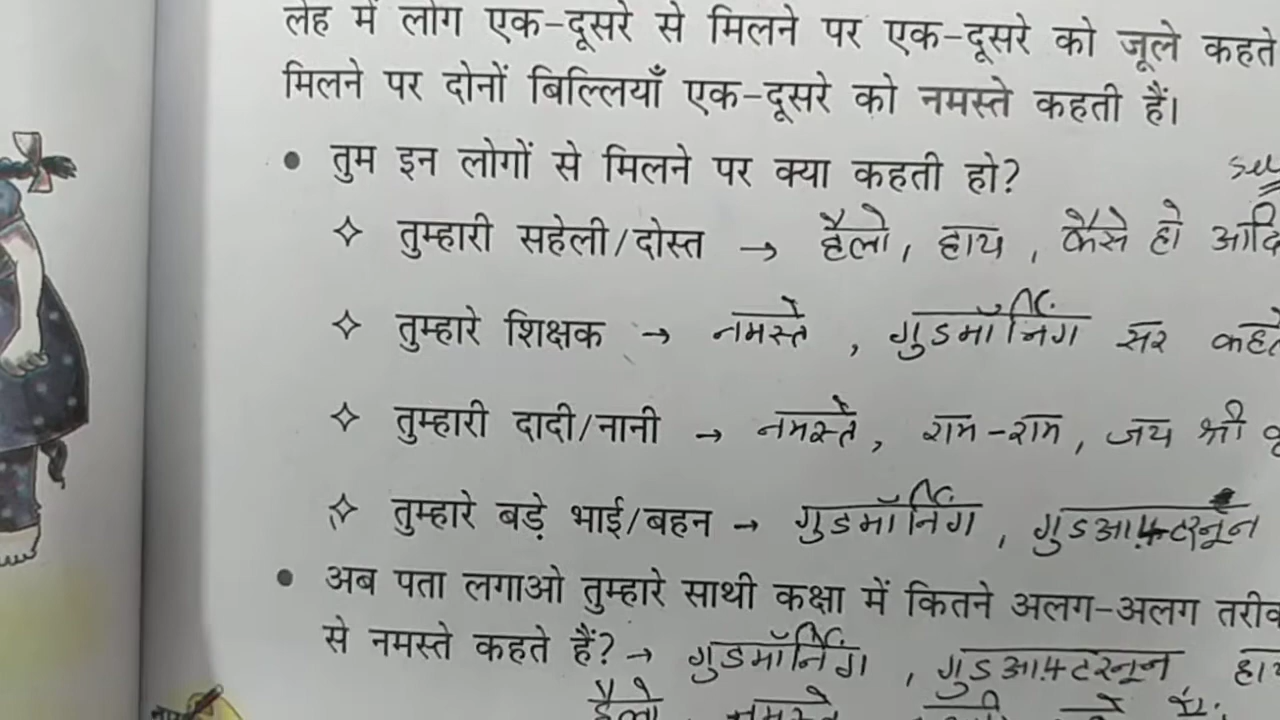 लेह में लोग एक-दूसरे से मिलने पर एक-दूसरे को जूले कहते
मिलने पर दोनों बिल्लियाँ एक-दूसरे को नमस्ते कहती हैं।
• तुम इन लोगों से मिलने पर क्या कहती हो?
✧ तुम्हारी सहेली/दोस्त → हैलो, हाय, कैसे हो आदि
✧ तुम्हारे शिक्षक → नमस्ते, गुडमॉर्निंग सर
✧ तुम्हारी दादी/नानी → नमस्ते, राम-राम, जय श्री
✧ तुम्हारे बड़े भाई/बहन → गुडमॉर्निंग, गुडआफ़्टरनून
• अब पता लगाओ तुम्हारे साथी कक्षा में कितने अलग-अलग
से नमस्ते कहते हैं? → गुडमॉर्निंग, गुडआफ़्टरनून
हैलो, नमस्ते